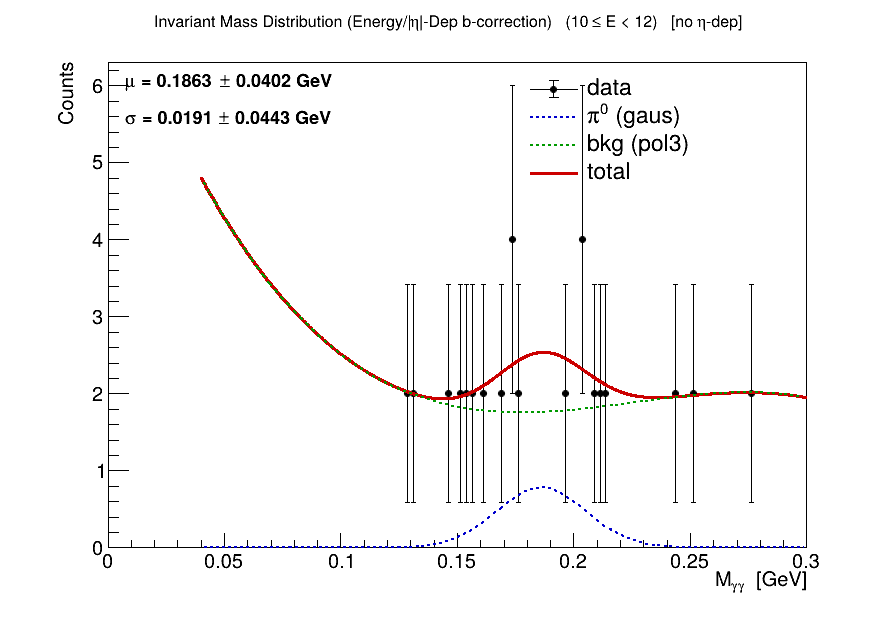 Invariant Mass Distribution (Energy/|η|-Dep b-correction) (10 ≤ E < 12) [no η-dep]
Counts
μ = 0.1863 ± 0.0402 GeV
σ = 0.0191 ± 0.0443 GeV
data
π⁰ (gaus)
bkg (pol3)
total
6
5
4
3
2
1
0
0 0.05 0.1 0.15 0.2 0.25 0.3
M_γγ [GeV]